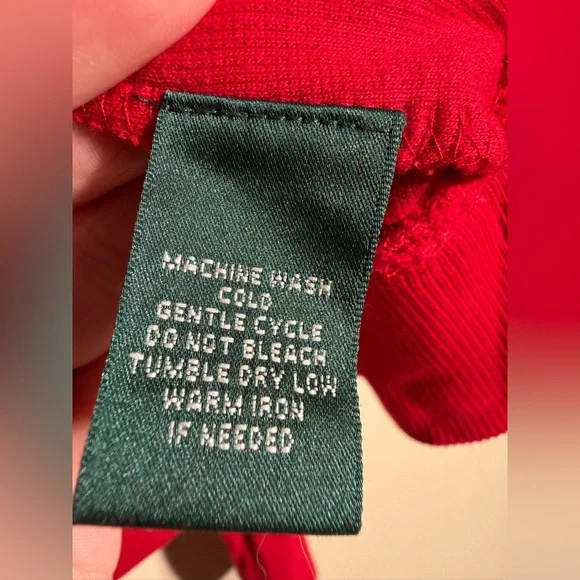 MACHINE WASH
COLD
GENTLE CYCLE
DO NOT BLEACH
TUMBLE DRY LOW
WARM IRON
IF NEEDED